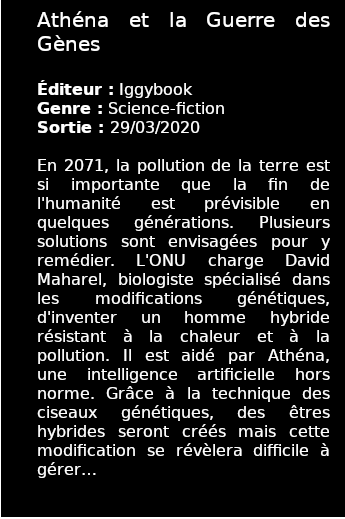 Athéna et la Guerre des
Gènes
Éditeur : Iggybook
Genre : Science-fiction
Sortie : 29/03/2020
En 2071, la pollution de la terre est
si importante que la fin de
l'humanité est prévisible en
quelques générations. Plusieurs
solutions sont envisagées pour y
remédier. L'ONU charge David
Maharel, biologiste spécialisé dans
les modifications génétiques,
d'inventer un homme hybride
résistant à la chaleur et à la
pollution. Il est aidé par Athéna,
une intelligence artificielle hors
norme. Grâce à la technique des
ciseaux génétiques, des êtres
hybrides seront créés mais cette
modification se révèlera difficile à
gérer...